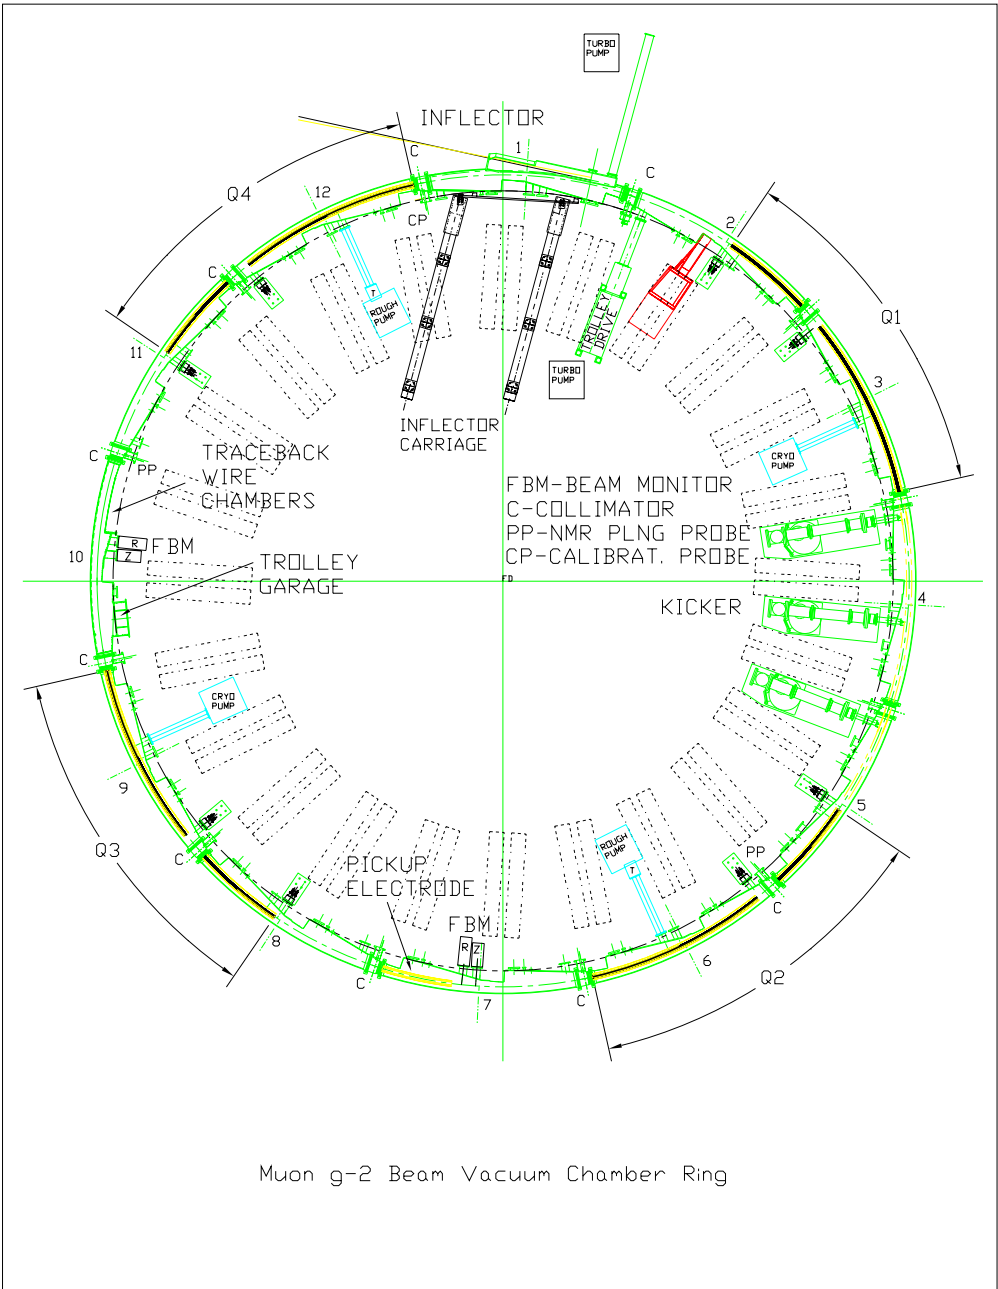 TURBO
PUMP
INFLECTOR
1
C
C
2
12
Q4
CP
C
ROUGH
PUMP
T
TROLLEY
DRIVE
TURBO
PUMP
Q1
11
3
INFLECTOR
CARRIAGE
C
PP
TRACEBACK
WIRE
CHAMBERS
CRYO
PUMP
FBM-BEAM MONITOR
C-COLLIMATOR
PP-NMR PLNG PROBE
CP-CALIBRAT. PROBE
R
Z
FBM
10
TROLLEY
GARAGE
FD
KICKER
4
C
CRYO
PUMP
9
5
Q3
C
ROUGH
PUMP
T
PP
C
PICKUP
ELECTRODE
FBM
R
Z
8
6
C
7
C
Q2
Muon g-2 Beam Vacuum Chamber Ring